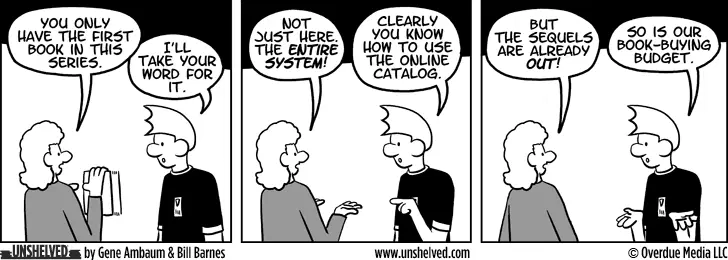 YOU ONLY
HAVE THE FIRST
BOOK IN THIS
SERIES.
I'LL
TAKE YOUR
WORD FOR
IT.
NOT
JUST HERE.
THE ENTIRE
SYSTEM!
CLEARLY
YOU KNOW
HOW TO USE
THE ONLINE
CATALOG.
BUT
THE SEQUELS
ARE ALREADY
OUT!
SO IS OUR
BOOK-BUYING
BUDGET.
UNSHELVED by Gene Ambaum & Bill Barnes
www.unshelved.com
© Overdue Media LLC